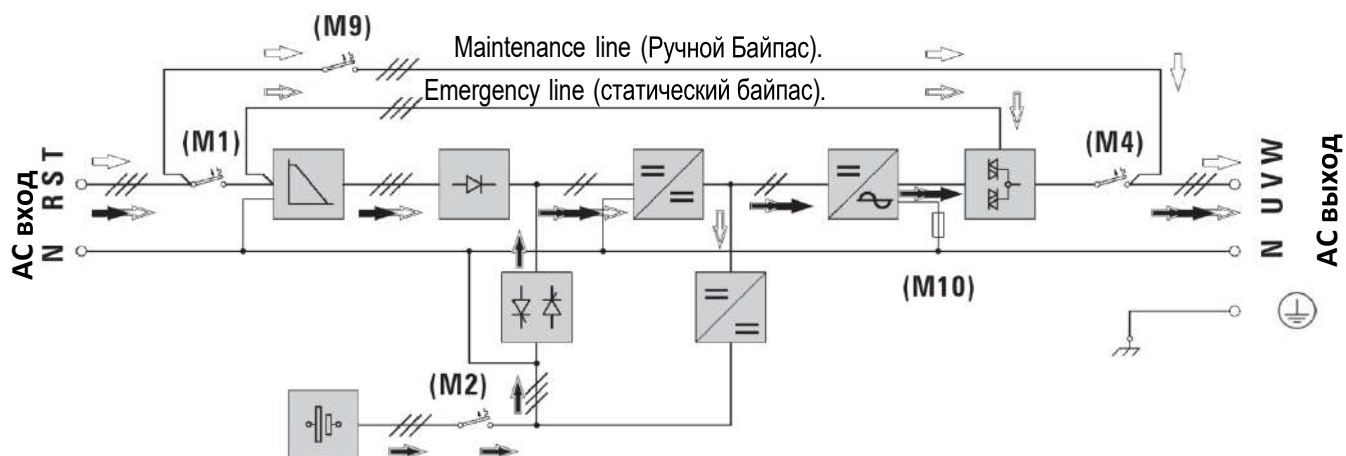 (M9)
Maintenance line (Ручной Байпас).
Emergency line (статический байпас).
(M1)
(M4)
АС вход
R S T
N
U V W
N
АС выход
(M10)
(M2)